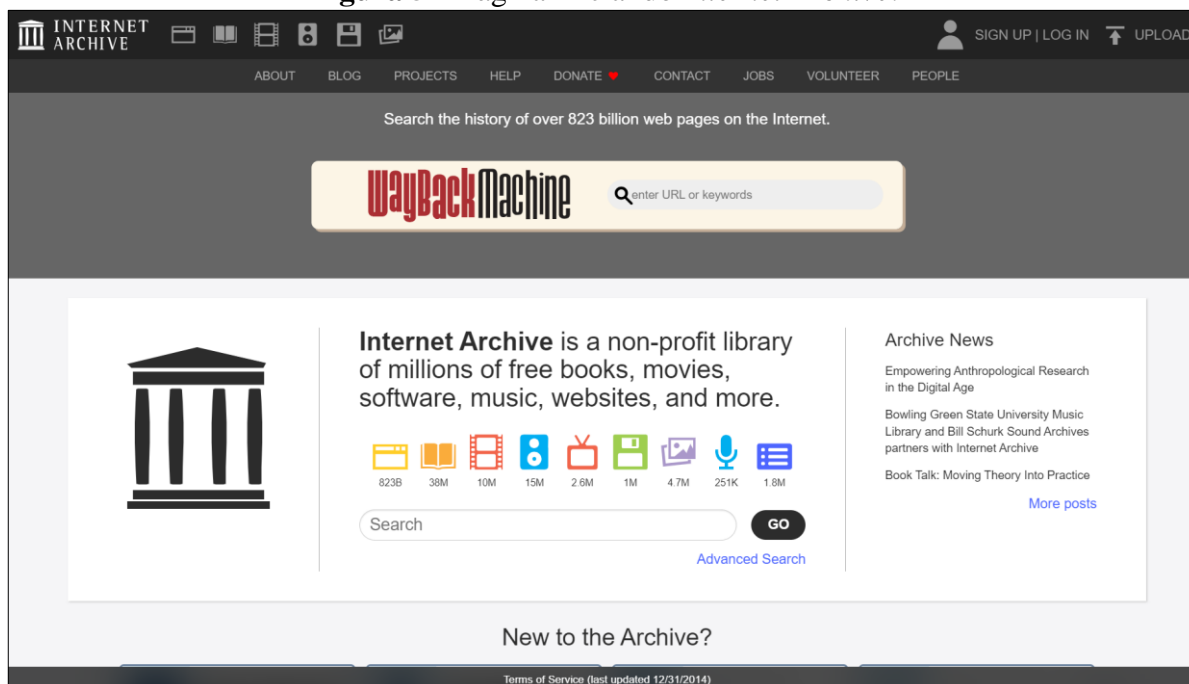 INTERNET
ARCHIVE
SIGN UP | LOG IN
UPLOAD
ABOUT BLOG PROJECTS HELP DONATE CONTACT JOBS VOLUNTEER PEOPLE
Search the history of over 823 billion web pages on the Internet.
WayBackMachine
enter URL or keywords
Internet Archive is a non-profit library
of millions of free books, movies,
software, music, websites, and more.
823B 38M 10M 15M 2.6M 1M 4.7M 251K 1.8M
Search
GO
Advanced Search
Archive News
Empowering Anthropological Research
in the Digital Age
Bowling Green State University Music
Library and Bill Schurk Sound Archives
partners with Internet Archive
Book Talk: Moving Theory Into Practice
More posts
New to the Archive?
Terms of Service (last updated 12/31/2014)